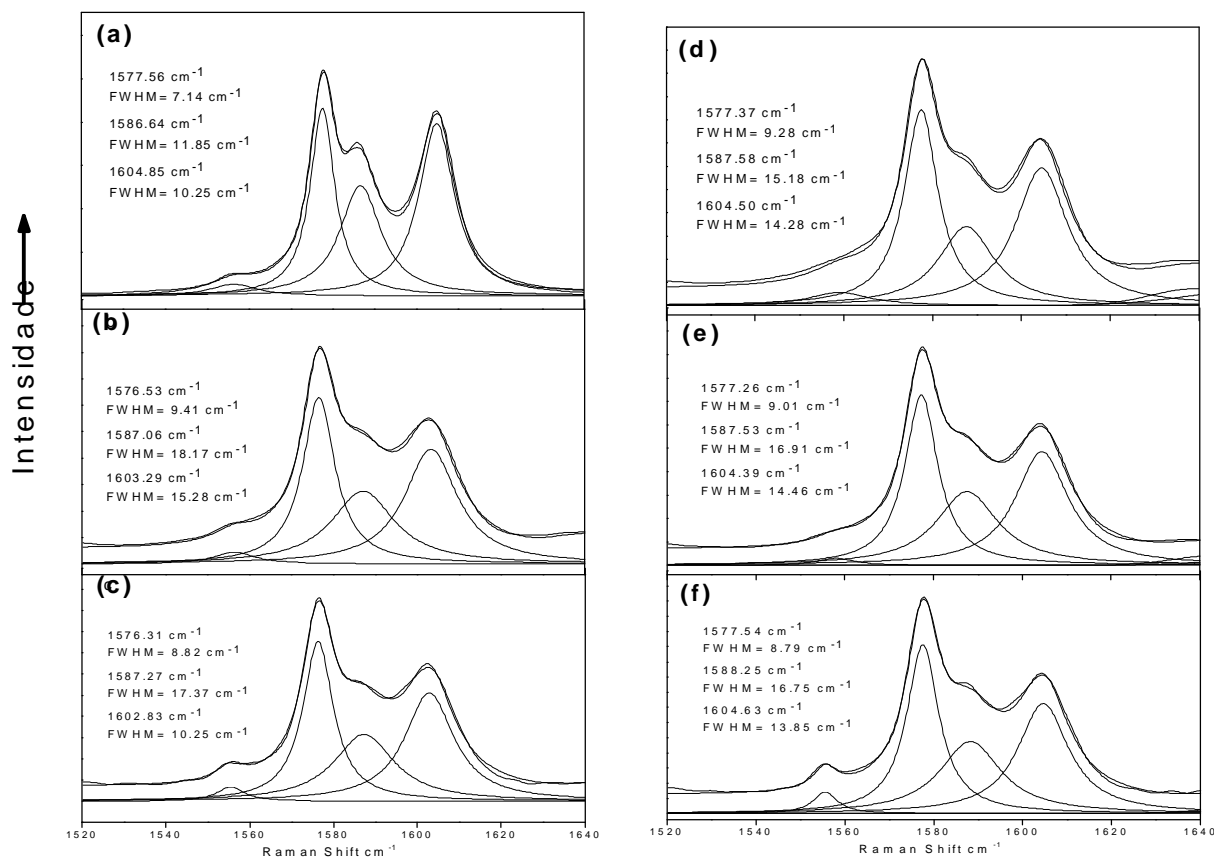 Intensidade
(a)
1577.56 cm-1
FWHM= 7.14 cm-1
1586.64 cm-1
FWHM= 11.85 cm-1
1604.85 cm-1
FWHM= 10.25 cm-1
(b)
1576.53 cm-1
FWHM= 9.41 cm-1
1587.06 cm-1
FWHM= 18.17 cm-1
1603.29 cm-1
FWHM= 15.28 cm-1
(c)
1576.31 cm-1
FWHM= 8.82 cm-1
1587.27 cm-1
FWHM= 17.37 cm-1
1602.83 cm-1
FWHM= 10.25 cm-1
1520 1540 1560 1580 1600 1620 1640
Raman Shift cm-1
(d)
1577.37 cm-1
FWHM= 9.28 cm-1
1587.58 cm-1
FWHM= 15.18 cm-1
1604.50 cm-1
FWHM= 14.28 cm-1
(e)
1577.26 cm-1
FWHM= 9.01 cm-1
1587.53 cm-1
FWHM= 16.91 cm-1
1604.39 cm-1
FWHM= 14.46 cm-1
(f)
1577.54 cm-1
FWHM= 8.79 cm-1
1588.25 cm-1
FWHM= 16.75 cm-1
1604.63 cm-1
FWHM= 13.85 cm-1
1520 1540 1560 1580 1600 1620 1640
Raman Shift cm-1